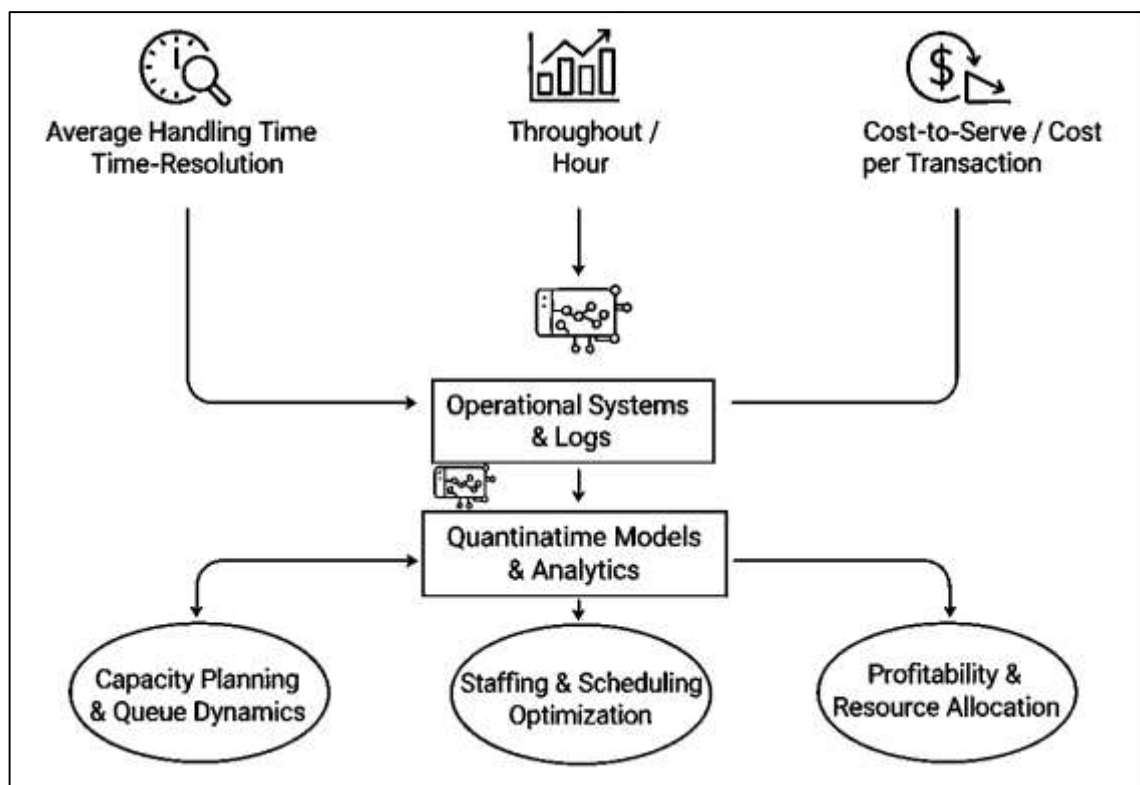 Average Handling Time
Time-Resolution
Throughout /
Hour
Cost-to-Serve / Cost
per Transaction
Operational Systems
& Logs
Quantinatime Models
& Analytics
Capacity Planning
& Queue Dynamics
Staffing & Scheduling
Optimization
Profitability &
Resource Allocation